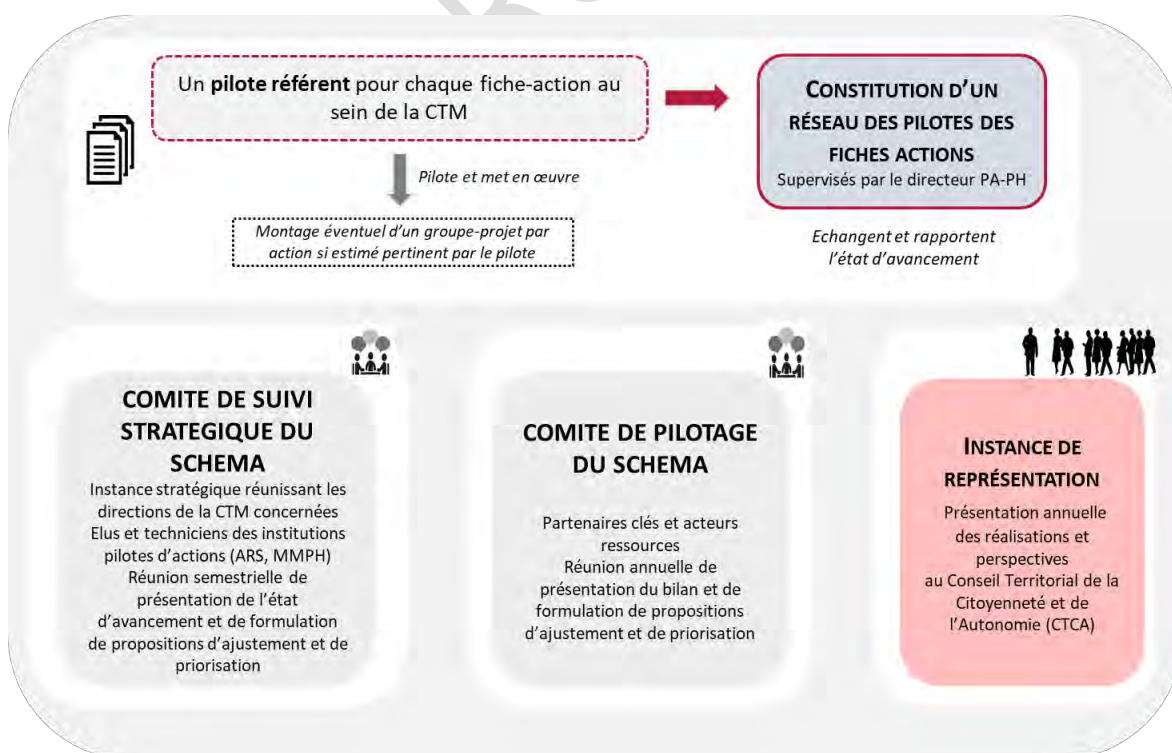 Un pilote référent pour chaque fiche-action au
sein de la CTM
Pilote et met en œuvre
Montage éventuel d'un groupe-projet par
action si estimé pertinent par le pilote
CONSTITUTION D'UN
RÉSEAU DES PILOTES DES
FICHES ACTIONS
Supervisés par le directeur PA-PH
Echangent et rapportent
l'état d'avancement
COMITE DE SUIVI
STRATEGIQUE DU
SCHEMA
Instance stratégique réunissant les
directions de la CTM concernées
Elus et techniciens des institutions
pilotes d'actions (ARS, MMPH)
Réunion semestrielle de
présentation de l'état
d'avancement et de formulation
de propositions d'ajustement et de
priorisation
COMITE DE PILOTAGE
DU SCHEMA
Partenaires clés et acteurs
ressources
Réunion annuelle de
présentation du bilan et de
formulation de propositions
d'ajustement et de priorisation
INSTANCE DE
REPRÉSENTATION
Présentation annuelle
des réalisations et
perspectives
au Conseil Territorial de la
Citoyenneté et de
l'Autonomie (CTCA)